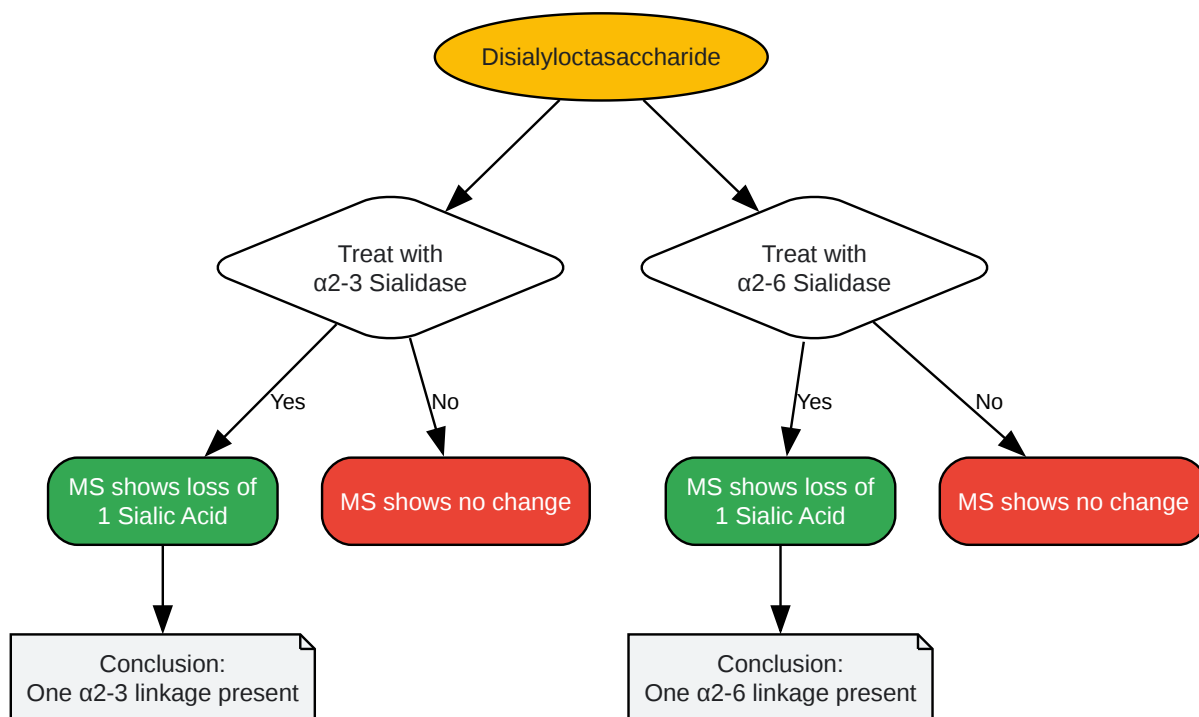 Disialyloctasaccharide
Treat with
α2-3 Sialidase
Treat with
α2-6 Sialidase
Yes
No
Yes
No
MS shows loss of
1 Sialic Acid
MS shows no change
MS shows loss of
1 Sialic Acid
MS shows no change
Conclusion:
One α2-3 linkage present
Conclusion:
One α2-6 linkage present